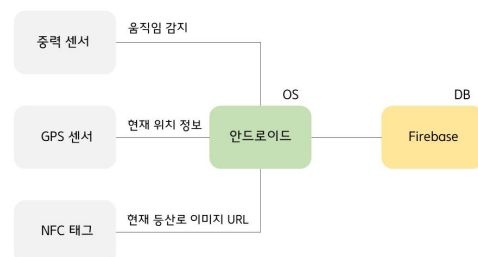 중력 센서
움직임 감지
OS
DB
GPS 센서
현재 위치 정보
안드로이드
Firebase
NFC 태그
현재 등산로 이미지 URL